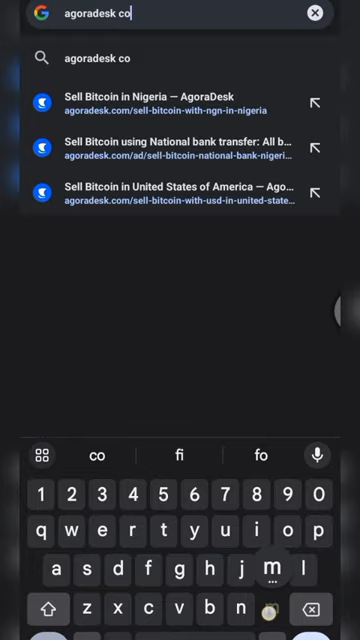 agoradesk co
agoradesk co
Sell Bitcoin in Nigeria — AgoraDesk
agoradesk.com/sell-bitcoin-with-ngn-in-nigeria
Sell Bitcoin using National bank transfer: All b...
agoradesk.com/ad/sell-bitcoin-national-bank-nigeri...
Sell Bitcoin in United States of America — Ago...
agoradesk.com/sell-bitcoin-with-usd-in-united-state...
co fi fo
1 2 3 4 5 6 7 8 9 0
q w e r t y u i o p
a s d f g h j m l
z x c v b n